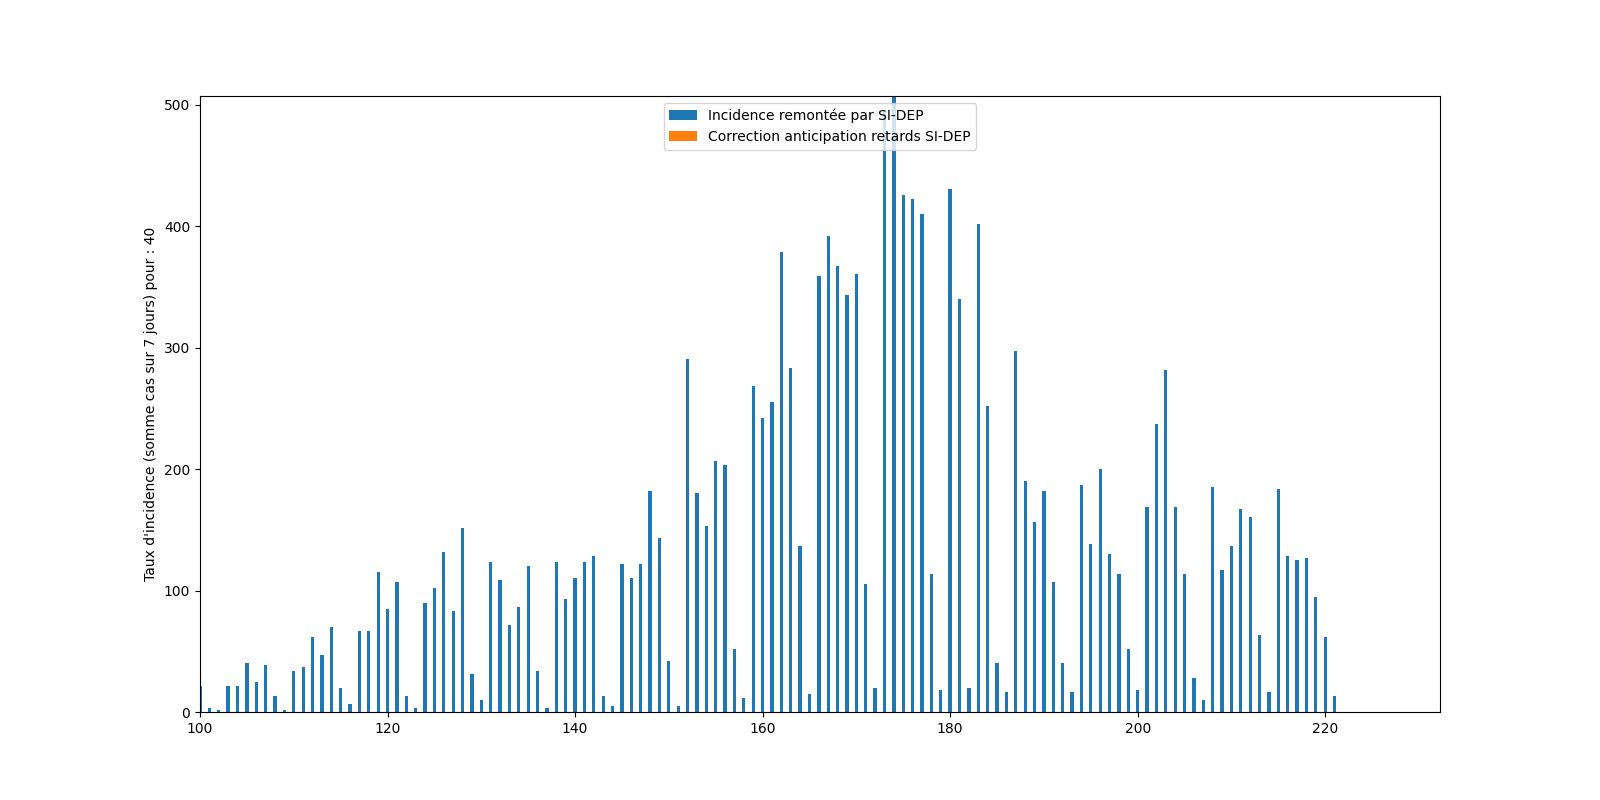 Incidence remontée par SI-DEP
Correction anticipation retards SI-DEP
Taux d'incidence (somme cas sur 7 jours) pour : 40
500
400
300
200
100
0
100 120 140 160 180 200 220